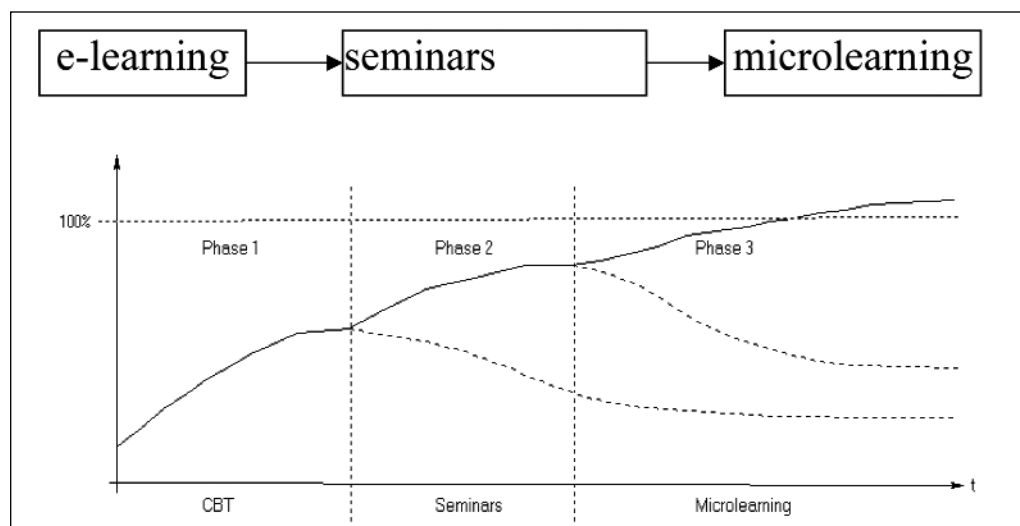 e-learning
seminars
microlearning
100%
Phase 1
Phase 2
Phase 3
t
CBT
Seminars
Microlearning